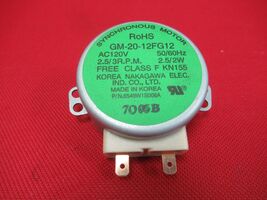 SYNCHRONOUS MOTOR
RoHS
GM-20-12FG12
AC120V 50/60Hz
2.5/3R.P.M. 2.5/2W
FREE CLASS F KN155
KOREA NAKAGAWA ELEC.
IND. CO., LTD
MADE IN KOREA
P/N:6549W1S006A